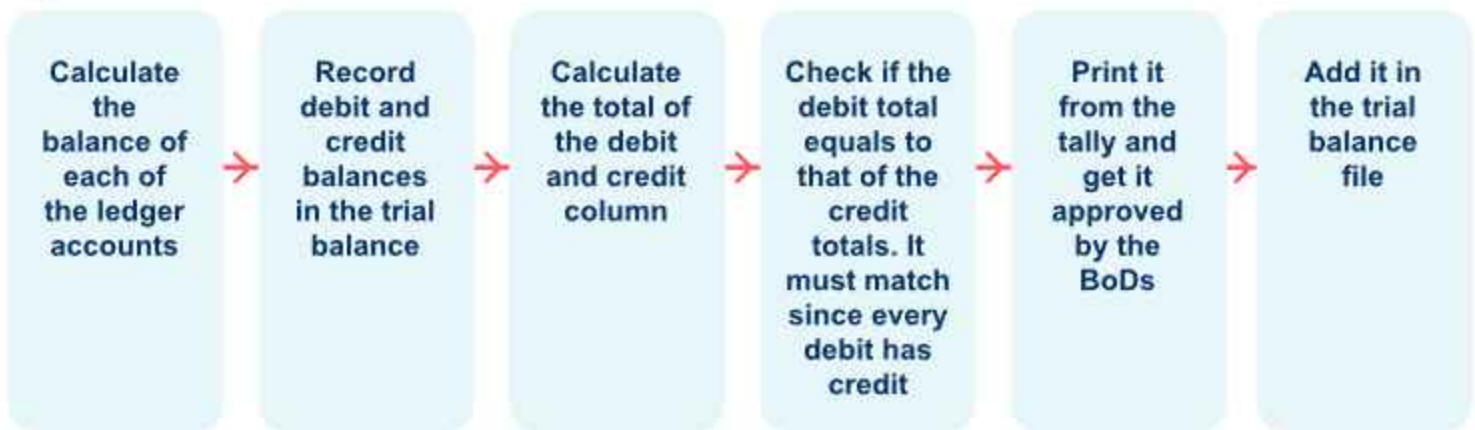 Calculate
the
balance of
each of
the ledger
accounts
Record
debit and
credit
balances
in the trial
balance
Calculate
the total of
the debit
and credit
column
Check if the
debit total
equals to
that of the
credit
totals. It
must match
since every
debit has
credit
Print it
from the
tally and
get it
approved
by the
BoDs
Add it in
the trial
balance
file